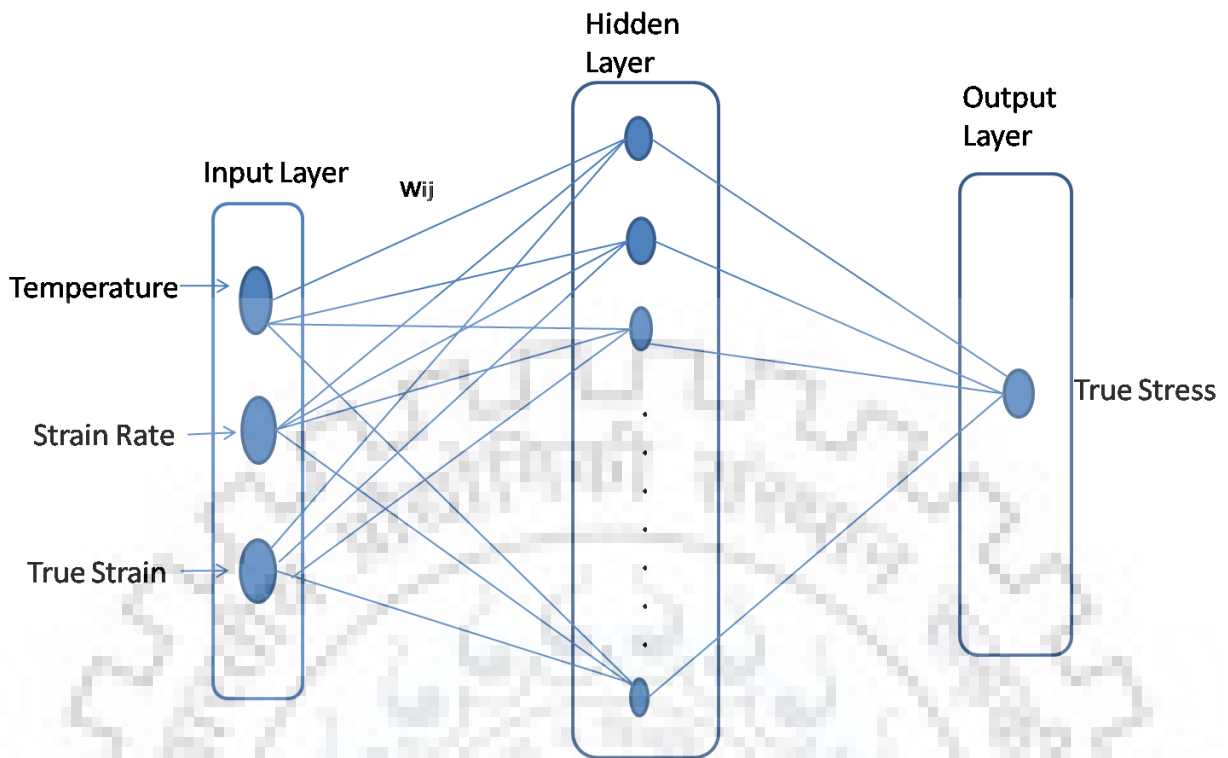 Hidden
Layer
Output
Layer
Input Layer
Wij
Temperature
Strain Rate
True Strain
True Stress